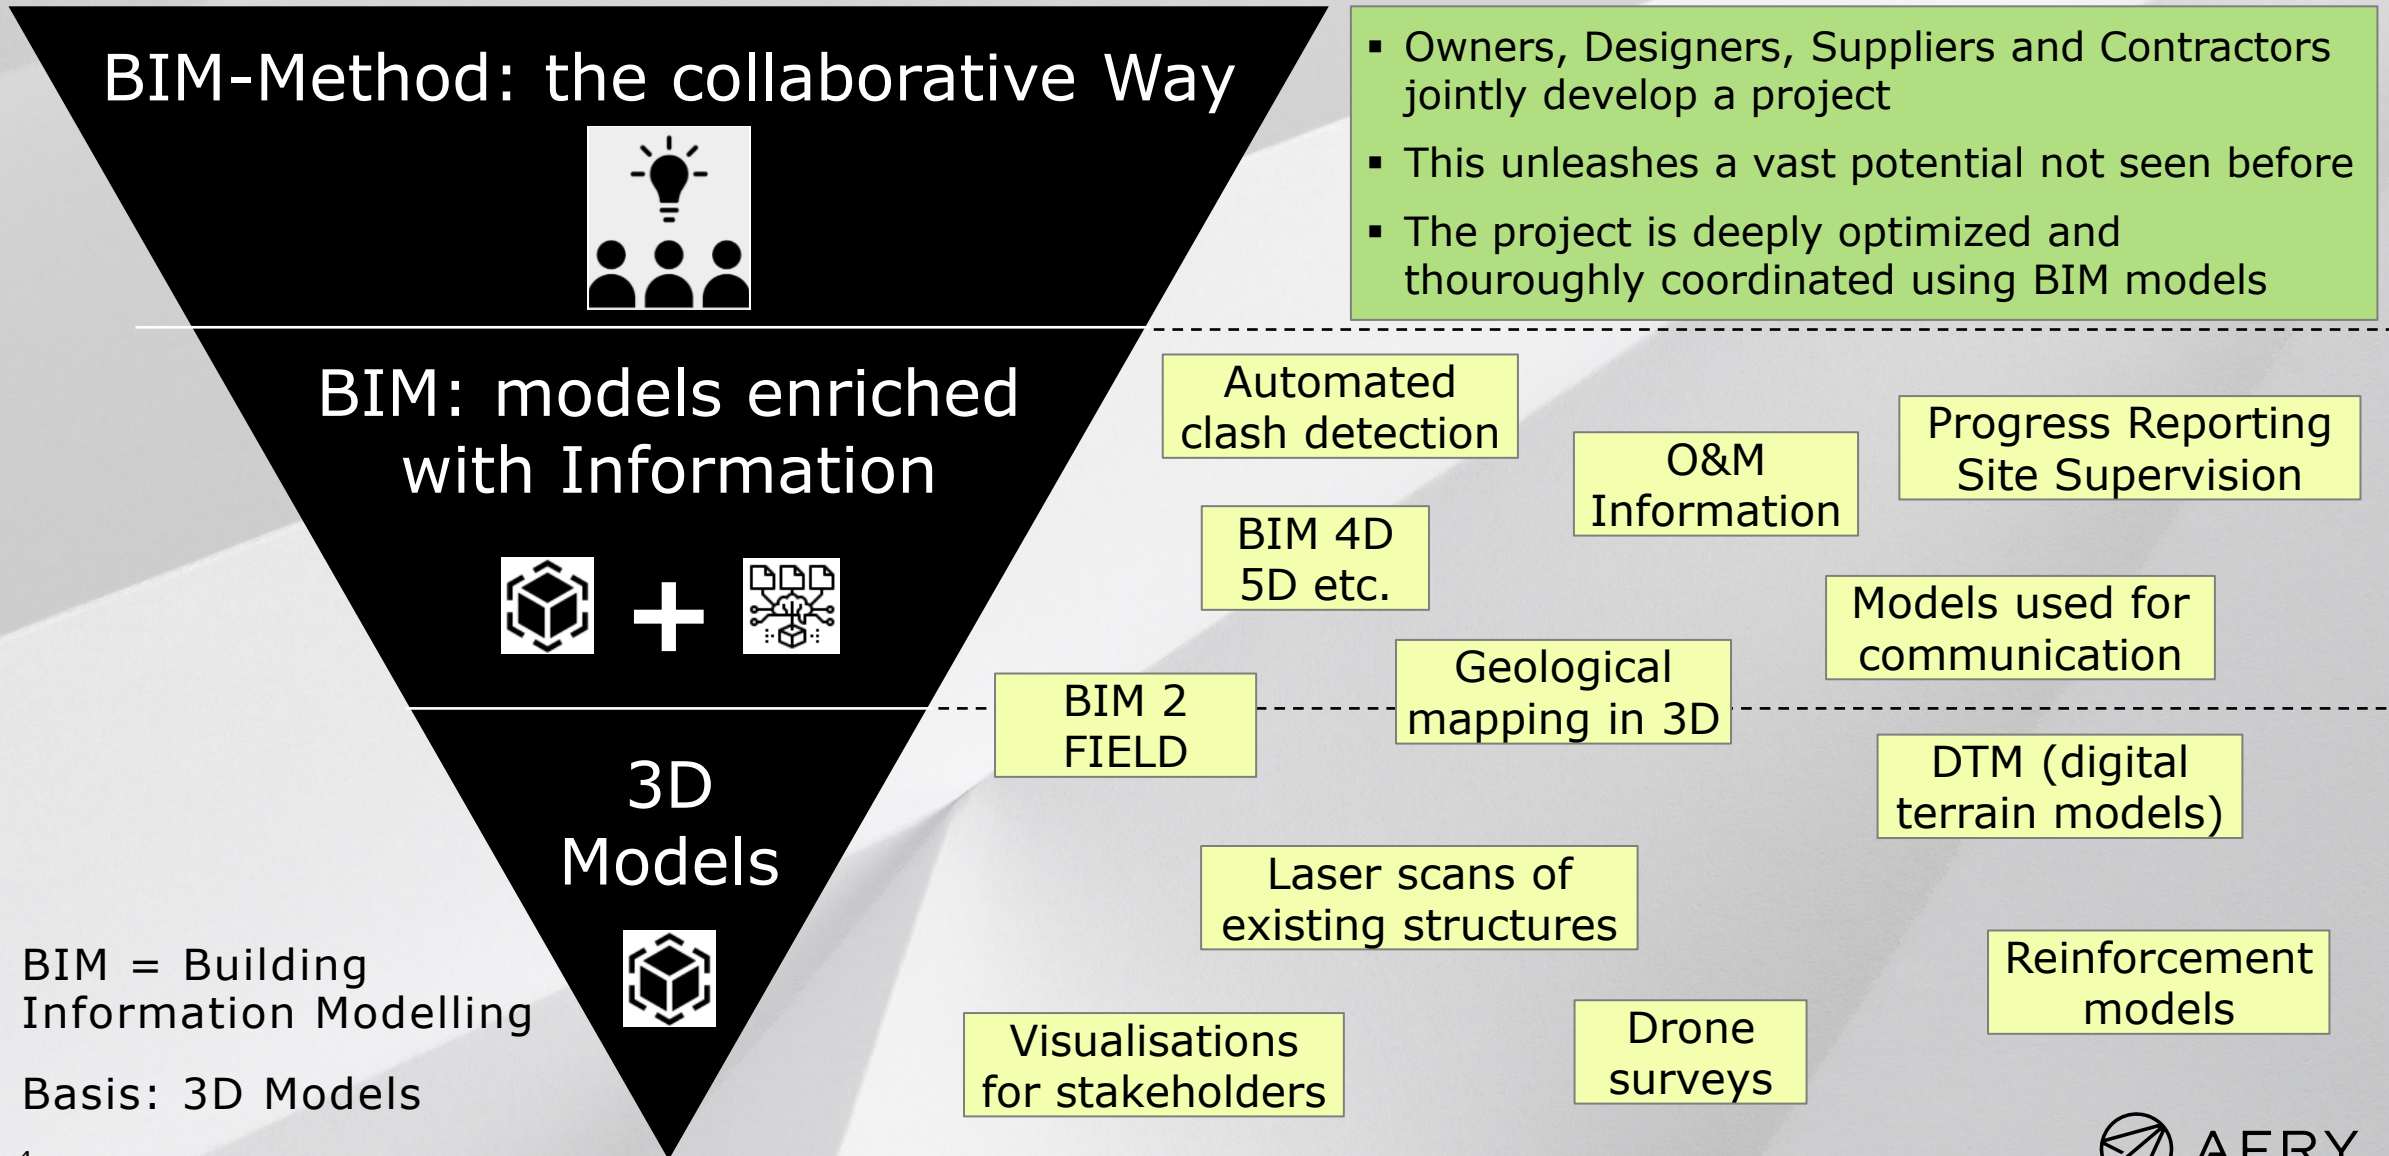 BIM-Method: the collaborative Way
▪ Owners, Designers, Suppliers and Contractors
jointly develop a project
▪ This unleashes a vast potential not seen before
▪ The project is deeply optimized and
thouroughly coordinated using BIM models
BIM: models enriched
with Information
+
Automated
clash detection
O&M
Information
Progress Reporting
Site Supervision
BIM 4D
5D etc.
Models used for
communication
Geological
mapping in 3D
BIM 2
FIELD
3D
Models
DTM (digital
terrain models)
Laser scans of
existing structures
Reinforcement
models
Visualisations
for stakeholders
Drone
surveys
BIM = Building
Information Modelling
Basis: 3D Models
AFRY